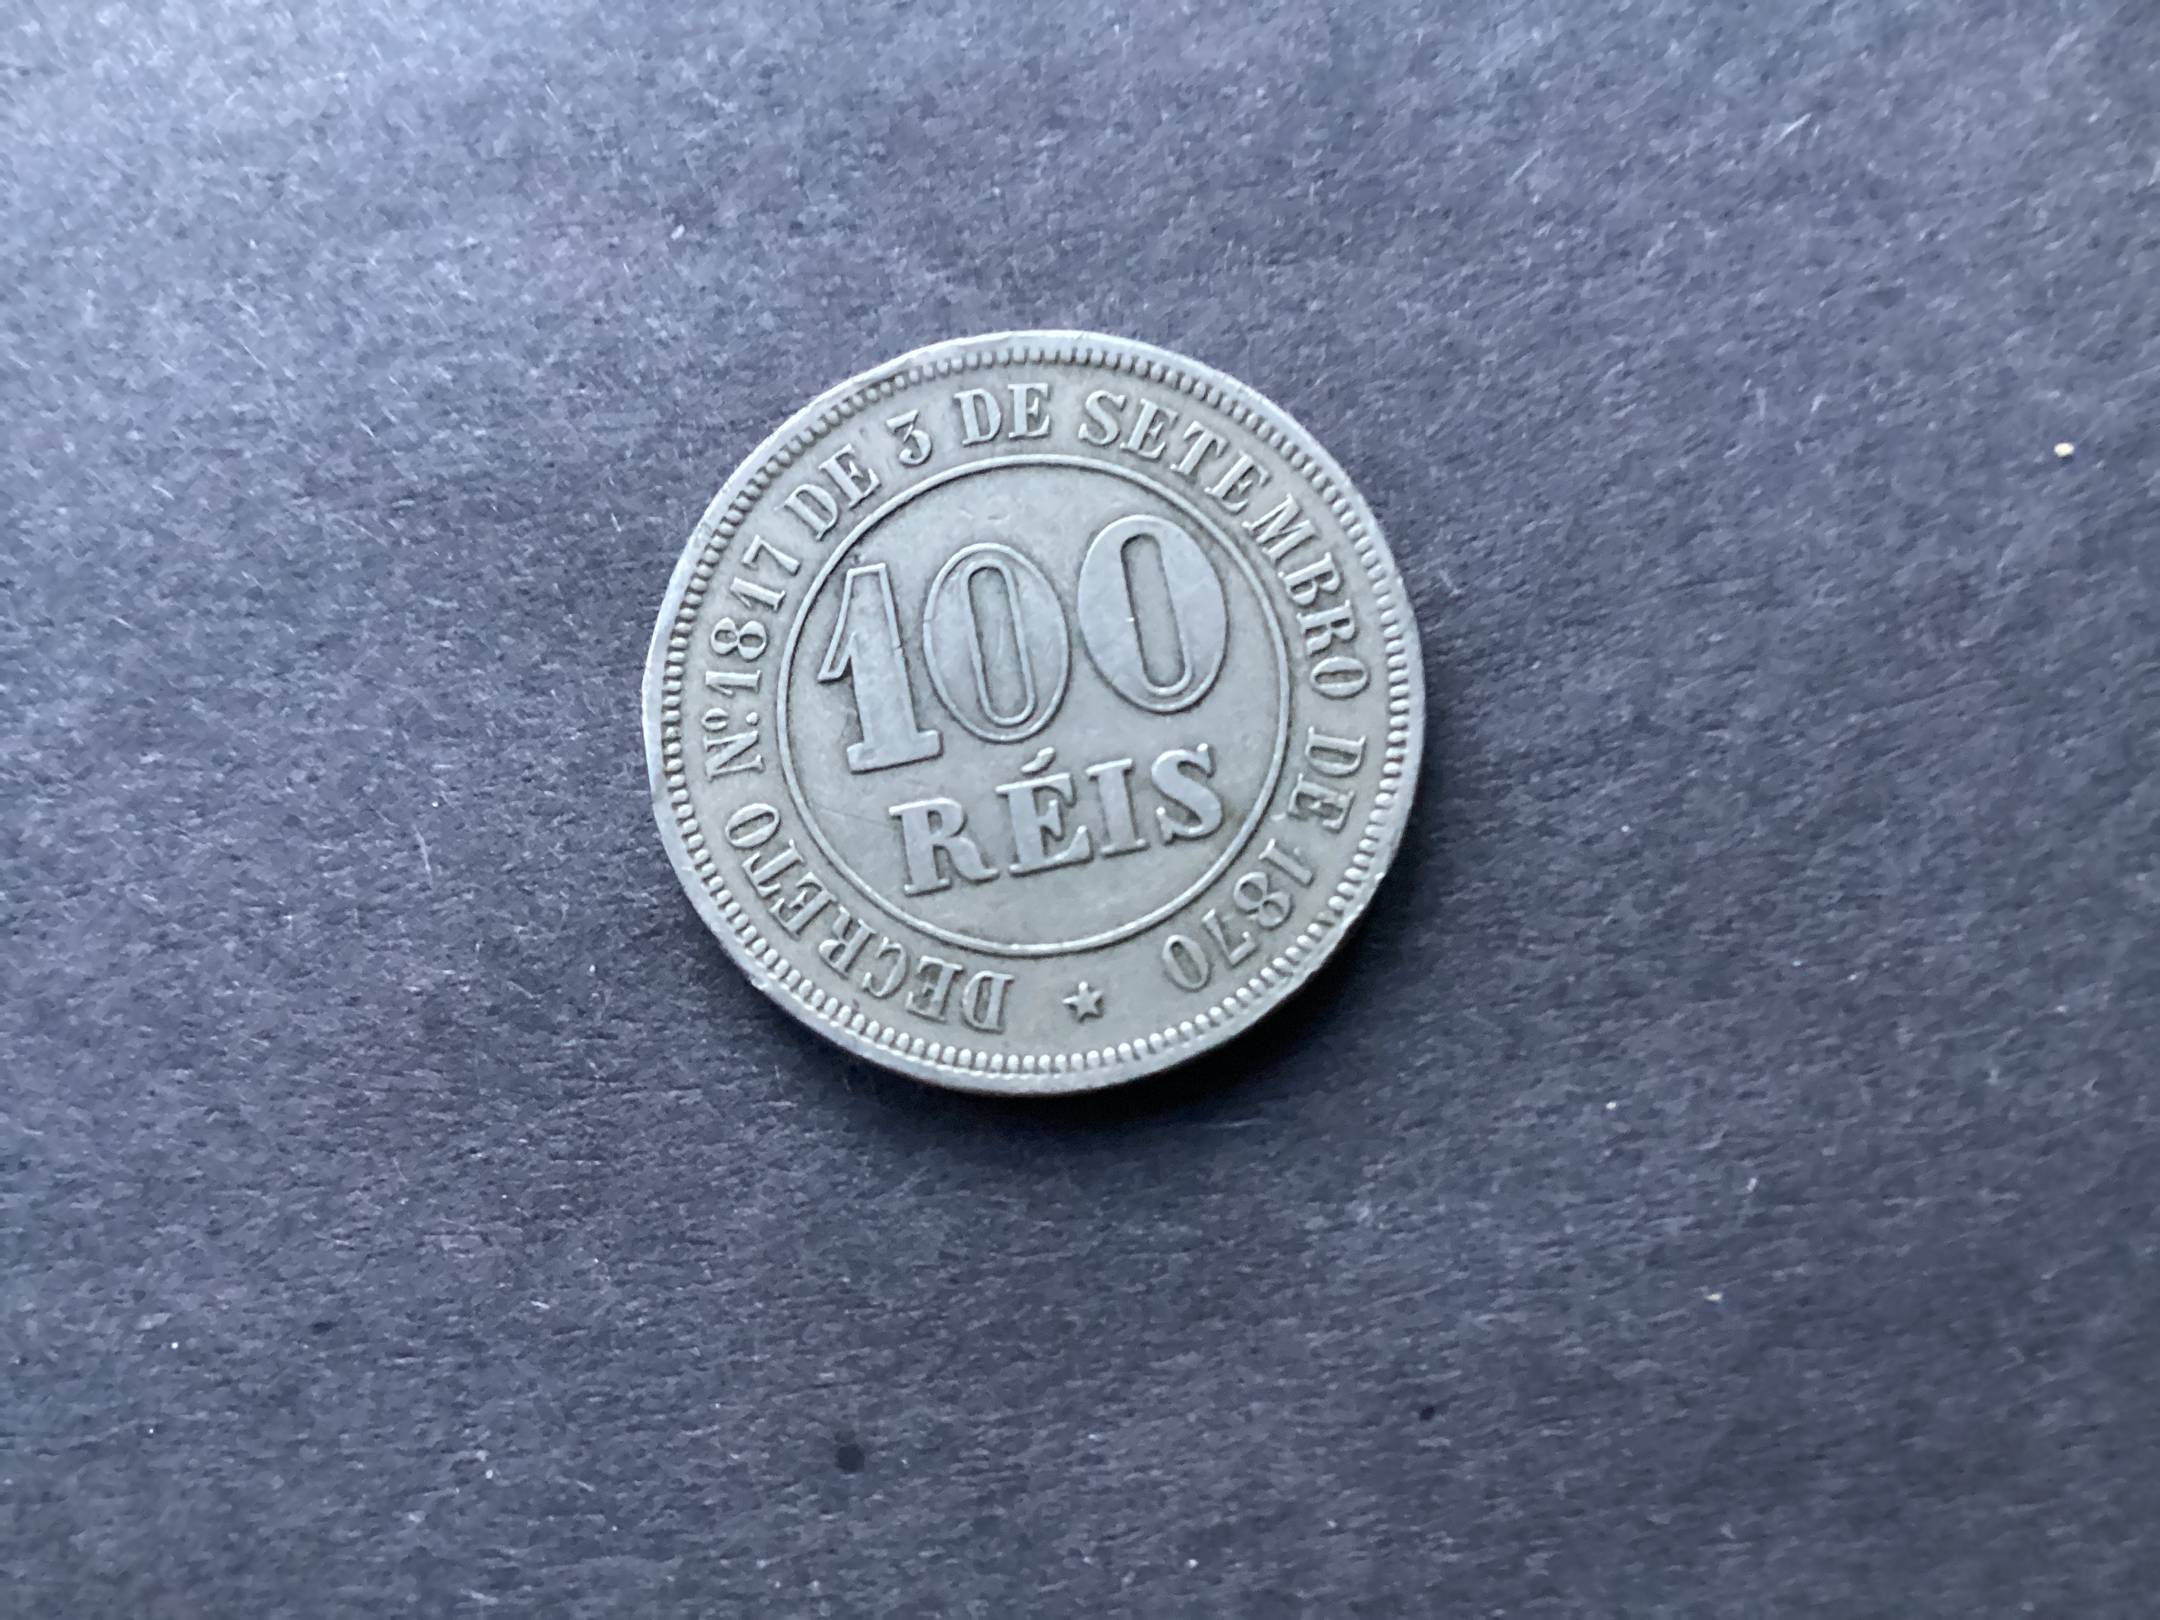 DECRETO Nº. 1817 DE 3 DE SETEMBRO DE 1870
100
RÉIS